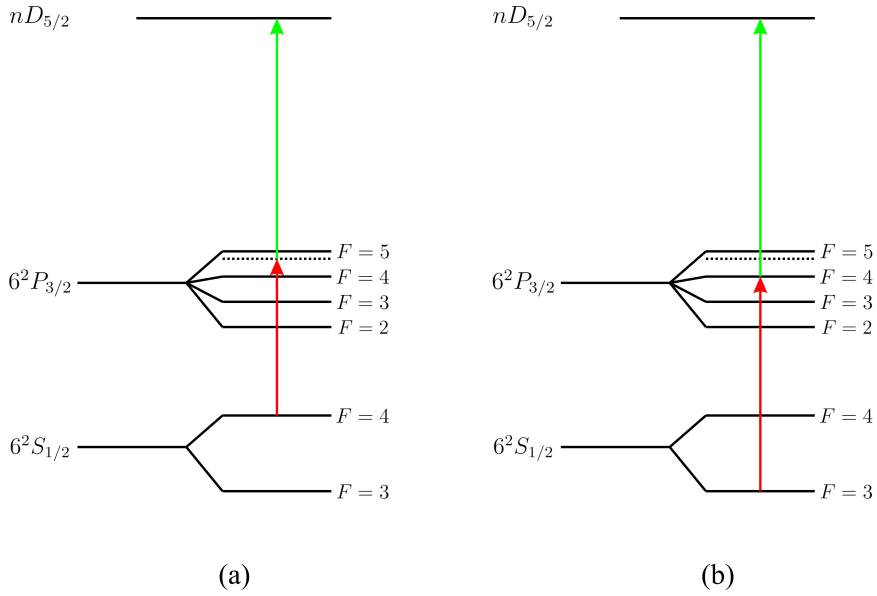 nD₅/₂ nD₅/₂
F = 5 F = 5
6²P₃/₂ F = 4 6²P₃/₂ F = 4
F = 3 F = 3
F = 2 F = 2
F = 4 F = 4
6²S₁/₂ 6²S₁/₂
F = 3 F = 3
(a) (b)